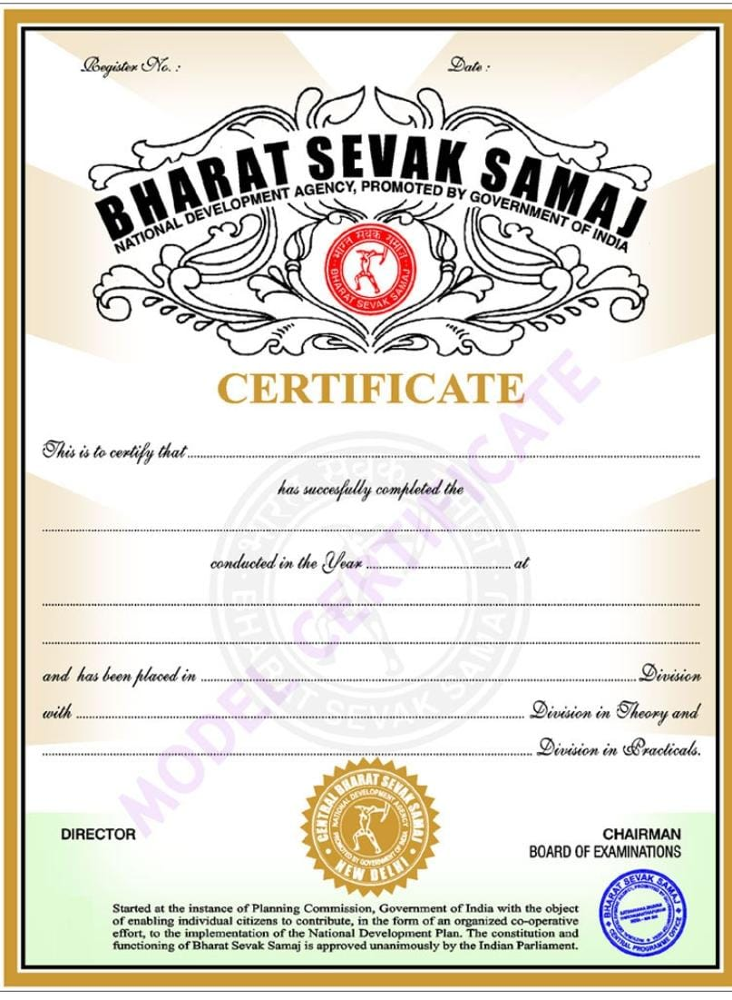 Register No. :
Date :
BHARAT SEVAK SAMAJ
NATIONAL DEVELOPMENT AGENCY, PROMOTED BY GOVERNMENT OF INDIA
भारत सेवक समाज
BHARAT SEVAK SAMAJ
CERTIFICATE
This is to certify that
has succesfully completed the
conducted in the Year at
and has been placed in Division
with Division in Theory and
Division in Practicals.
भारत सेवक समाज
BHARAT SEVAK SAMAJ
MODEL CERTIFICATE
DIRECTOR
CENTRAL BHARAT SEVAK SAMAJ
NATIONAL DEVELOPMENT AGENCY
PROMOTED BY GOVERNMENT OF INDIA
NEW DELHI
CHAIRMAN
BOARD OF EXAMINATIONS
BHARAT SEVAK SAMAJ
CENTRAL PROGRAMME OFFICE
Started at the instance of Planning Commission, Government of India with the object
of enabling individual citizens to contribute, in the form of an organized co-operative
effort, to the implementation of the National Development Plan. The constitution and
functioning of Bharat Sevak Samaj is approved unanimously by the Indian Parliament.